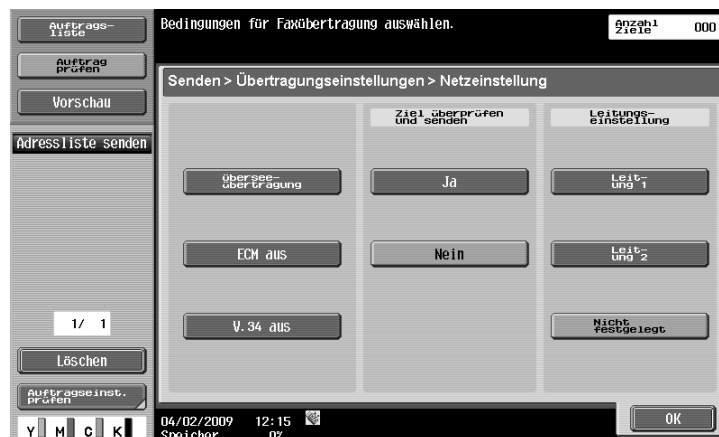 Auftrags-
liste
Auftrag
prüfen
Vorschau
Adressliste senden
1/ 1
Löschen
Auftragseinst.
prüfen
Y M C K
Bedingungen für Faxübertragung auswählen.
Anzahl
Ziele 000
Senden > Übertragungseinstellungen > Netzeinstellung
Übersee-
übertragung
ECM aus
V.34 aus
Ziel überprüfen
und senden
Ja
Nein
Leitungs-
einstellung
Leit-
ung 1
Leit-
ung 2
Nicht
festgelegt
04/02/2009 12:15
Speicher 0%
OK